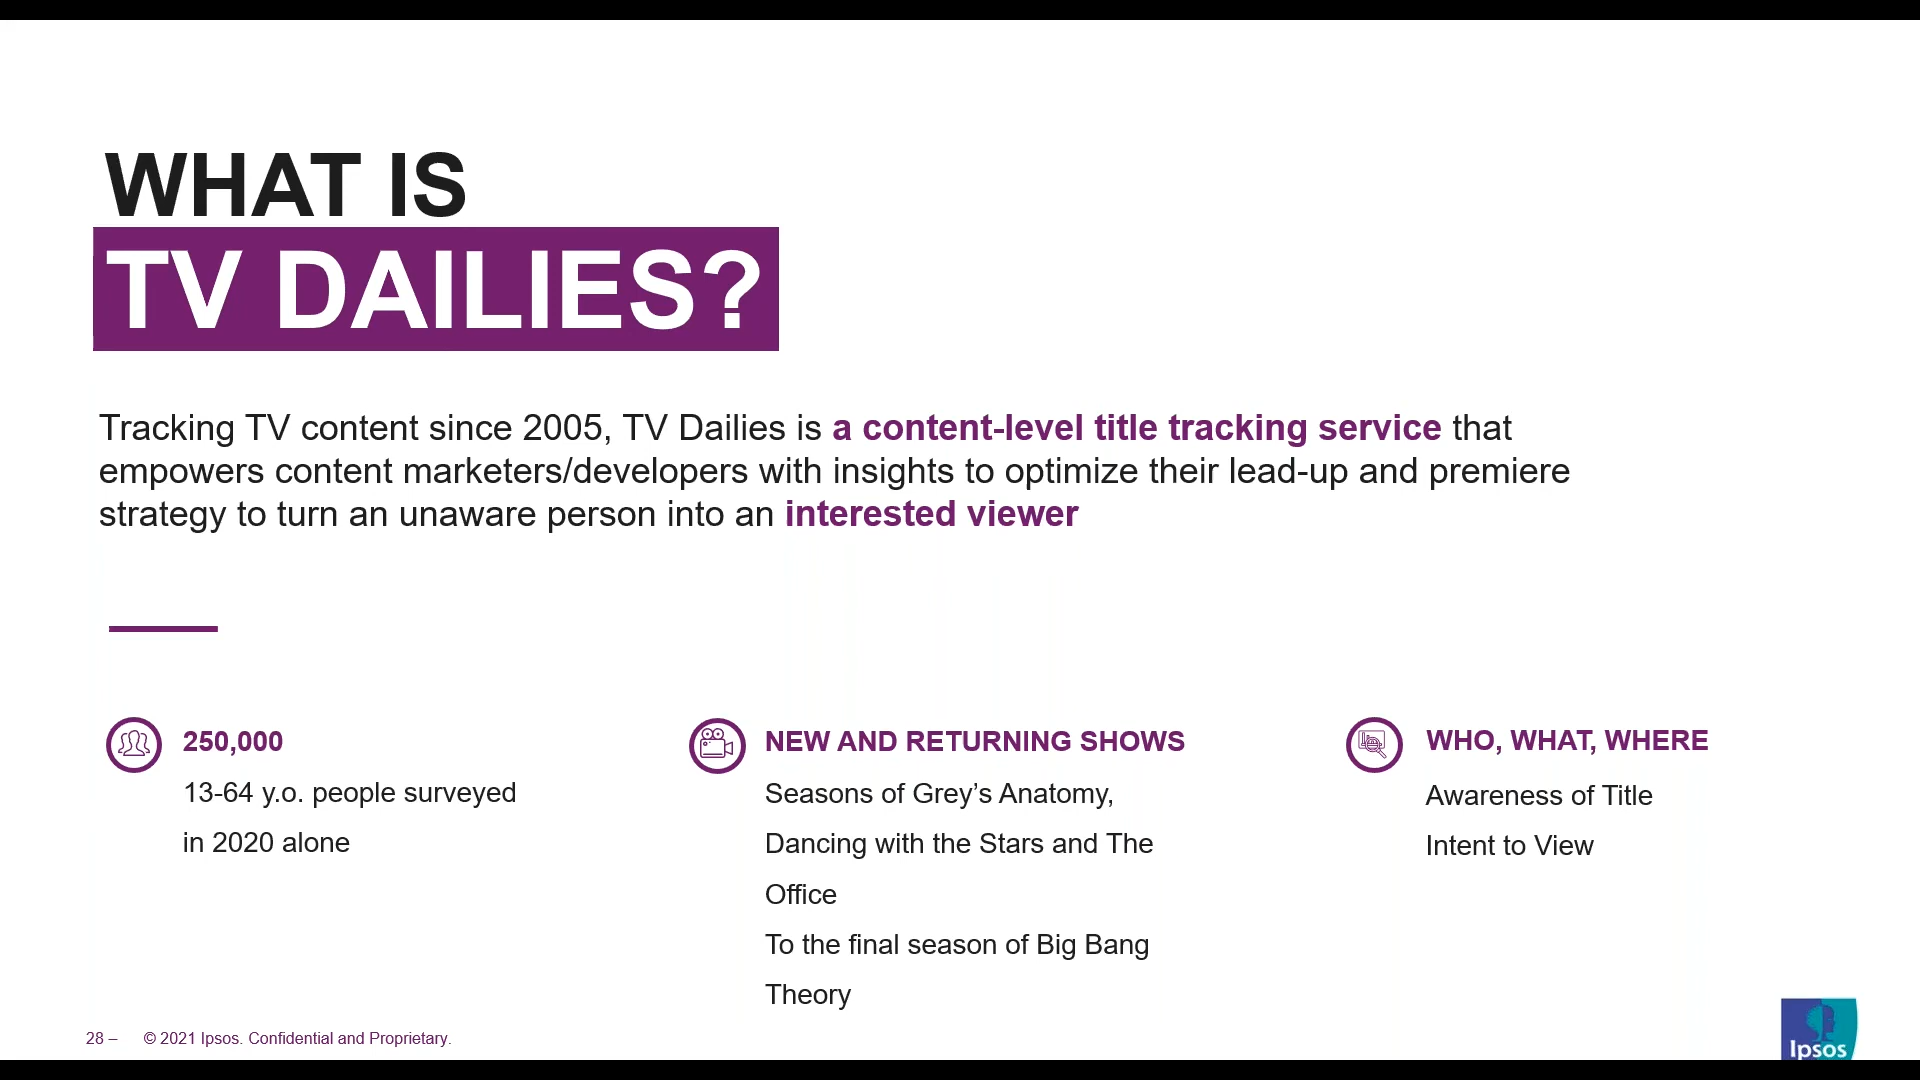 WHAT IS
TV DAILIES?
Tracking TV content since 2005, TV Dailies is a content-level title tracking service that
empowers content marketers/developers with insights to optimize their lead-up and premiere
strategy to turn an unaware person into an interested viewer
250,000
13-64 y.o. people surveyed
in 2020 alone
NEW AND RETURNING SHOWS
Seasons of Grey’s Anatomy,
Dancing with the Stars and The
Office
To the final season of Big Bang
Theory
WHO, WHAT, WHERE
Awareness of Title
Intent to View
28 – © 2021 Ipsos. Confidential and Proprietary.
Ipsos